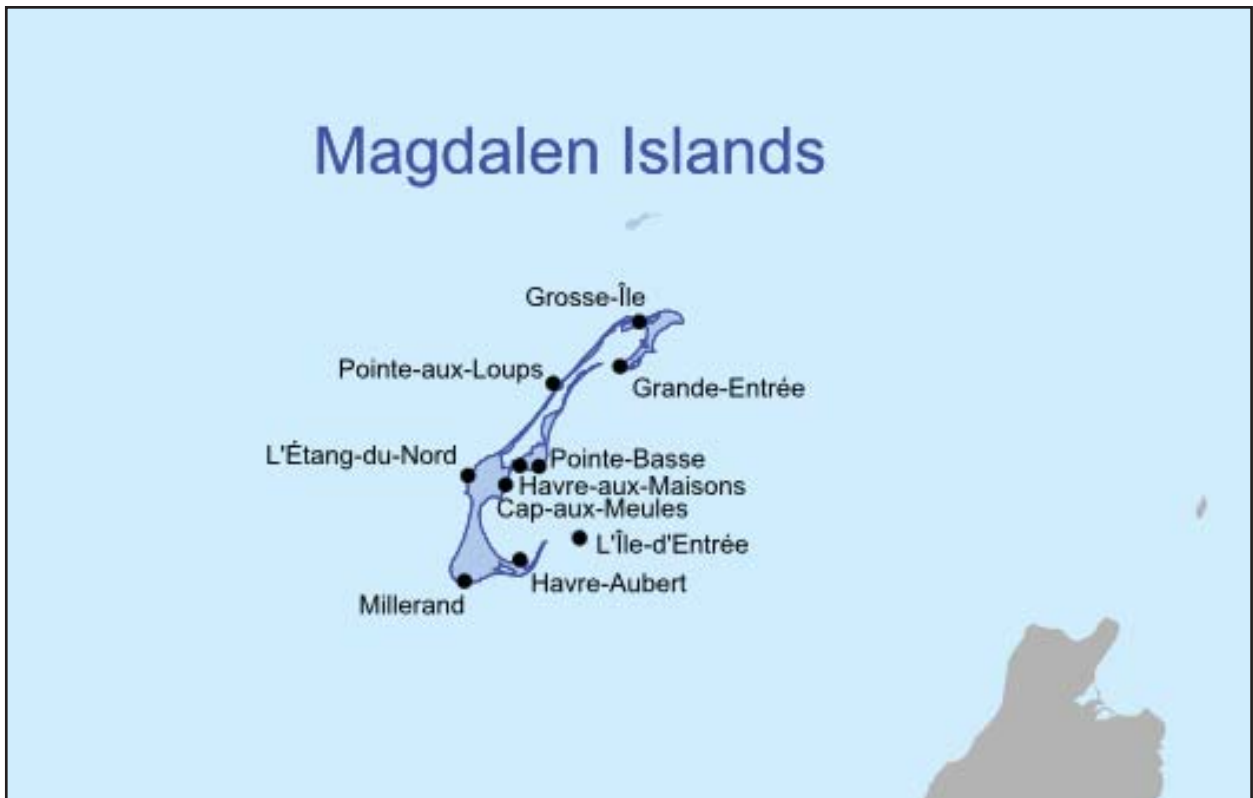 Magdalen Islands
Grosse-Île
Pointe-aux-Loups
Grande-Entrée
L'Étang-du-Nord
Pointe-Basse
Havre-aux-Maisons
Cap-aux-Meules
L'Île-d'Entrée
Havre-Aubert
Millerand